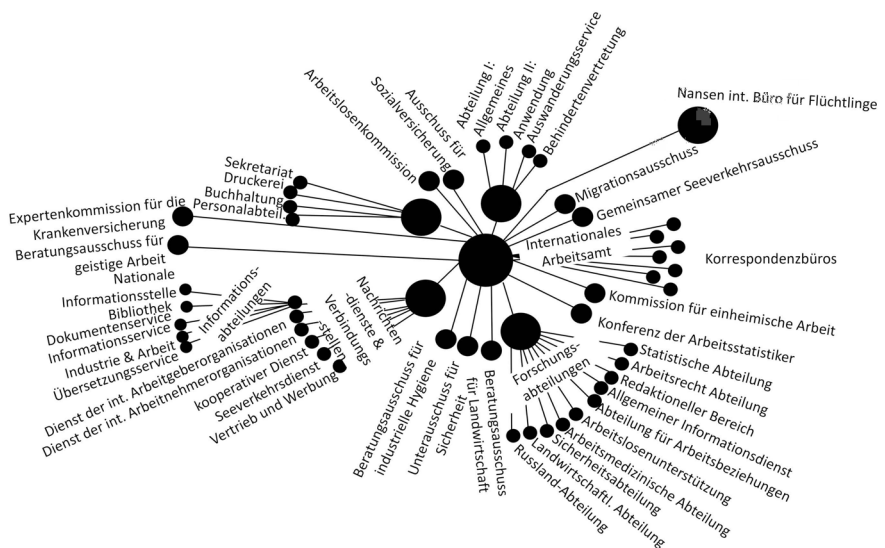 Nansen int. Büro für Flüchtlinge
Abteilung I:
Allgemeines
Abteilung II:
Anwendung
Auswanderungsservice
Behindertenvertretung
Ausschuss für
Sozialversicherung
Arbeitslosenkommission
Migrationsausschuss
Gemeinsamer Seeverkehrsausschuss
Sekretariat
Druckerei
Buchhaltung
Personalabteil.
Expertenkommission für die
Krankenversicherung
Beratungsausschuss für
geistige Arbeit
Internationales
Arbeitsamt
Korrespondenzbüros
Kommission für einheimische Arbeit
Konferenz der Arbeitsstatistiker
Nationale
Informationsstelle
Bibliothek
Dokumentenservice
Informationsservice
Industrie & Arbeit
Übersetzungsservice
Informations-
abteilungen
Nachrichten
-dienste &
Verbindungs
stellen
Dienst der int. Arbeitgeberorganisationen
Dienst der int. Arbeitnehmerorganisationen
kooperativer Dienst
Seeverkehrsdienst
Vertrieb und Werbung
Beratungsausschuss für
industrielle Hygiene
Unterausschuss für
Sicherheit
Beratungsausschuss
für Landwirtschaft
Forschungs-
abteilungen
Statistische Abteilung
Arbeitsrecht Abteilung
Redaktioneller Bereich
Allgemeiner Informationsdienst
Abteilung für Arbeitsbeziehungen
Arbeitslosenunterstützung
Arbeitsmedizinische Abteilung
Sicherheitsabteilung
Landwirtschaftl. Abteilung
Russland-Abteilung